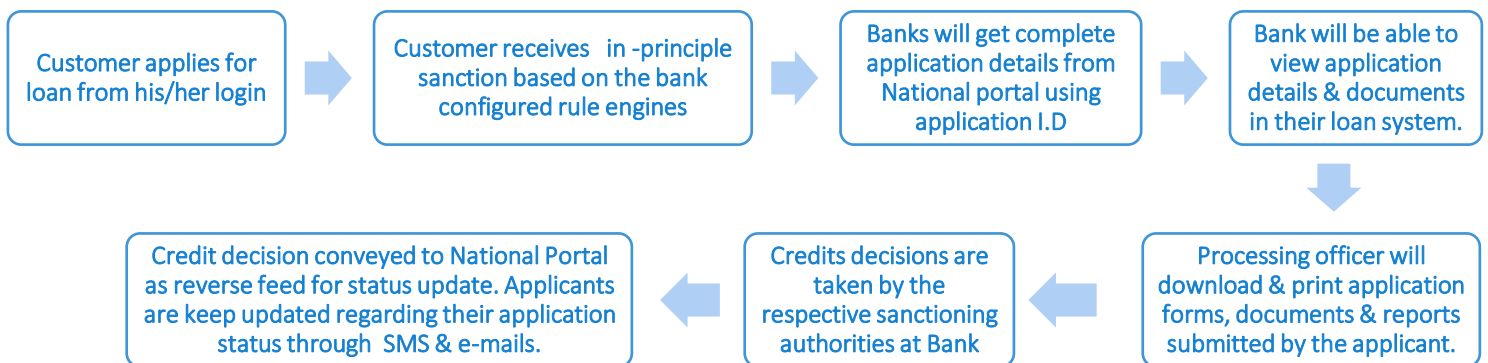 Customer applies for
loan from his/her login
Customer receives in -principle
sanction based on the bank
configured rule engines
Banks will get complete
application details from
National portal using
application I.D
Bank will be able to
view application
details & documents
in their loan system.
Processing officer will
download & print application
forms, documents & reports
submitted by the applicant.
Credits decisions are
taken by the
respective sanctioning
authorities at Bank
Credit decision conveyed to National Portal
as reverse feed for status update. Applicants
are keep updated regarding their application
status through SMS & e-mails.